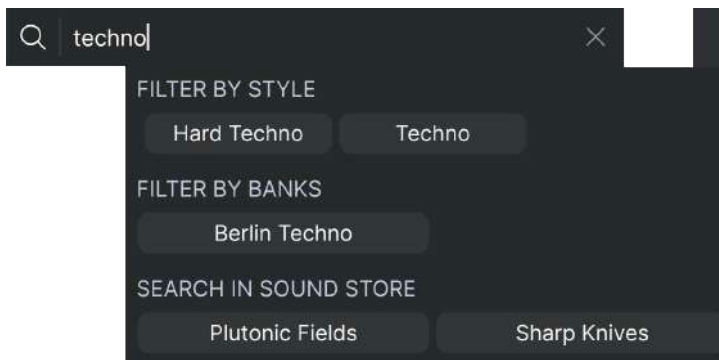 techno
FILTER BY STYLE
Hard Techno Techno
FILTER BY BANKS
Berlin Techno
SEARCH IN SOUND STORE
Plutonic Fields Sharp Knives